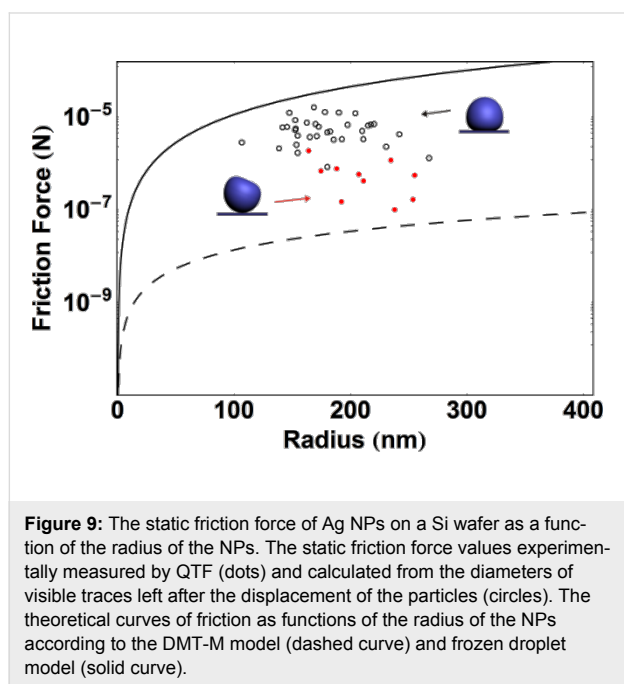 10−5
10−7
10−9
Friction Force (N)
0 100 200 300 400
Radius (nm)
Figure 9: The static friction force of Ag NPs on a Si wafer as a func-
tion of the radius of the NPs. The static friction force values experimen-
tally measured by QTF (dots) and calculated from the diameters of
visible traces left after the displacement of the particles (circles). The
theoretical curves of friction as functions of the radius of the NPs
according to the DMT-M model (dashed curve) and frozen droplet
model (solid curve).